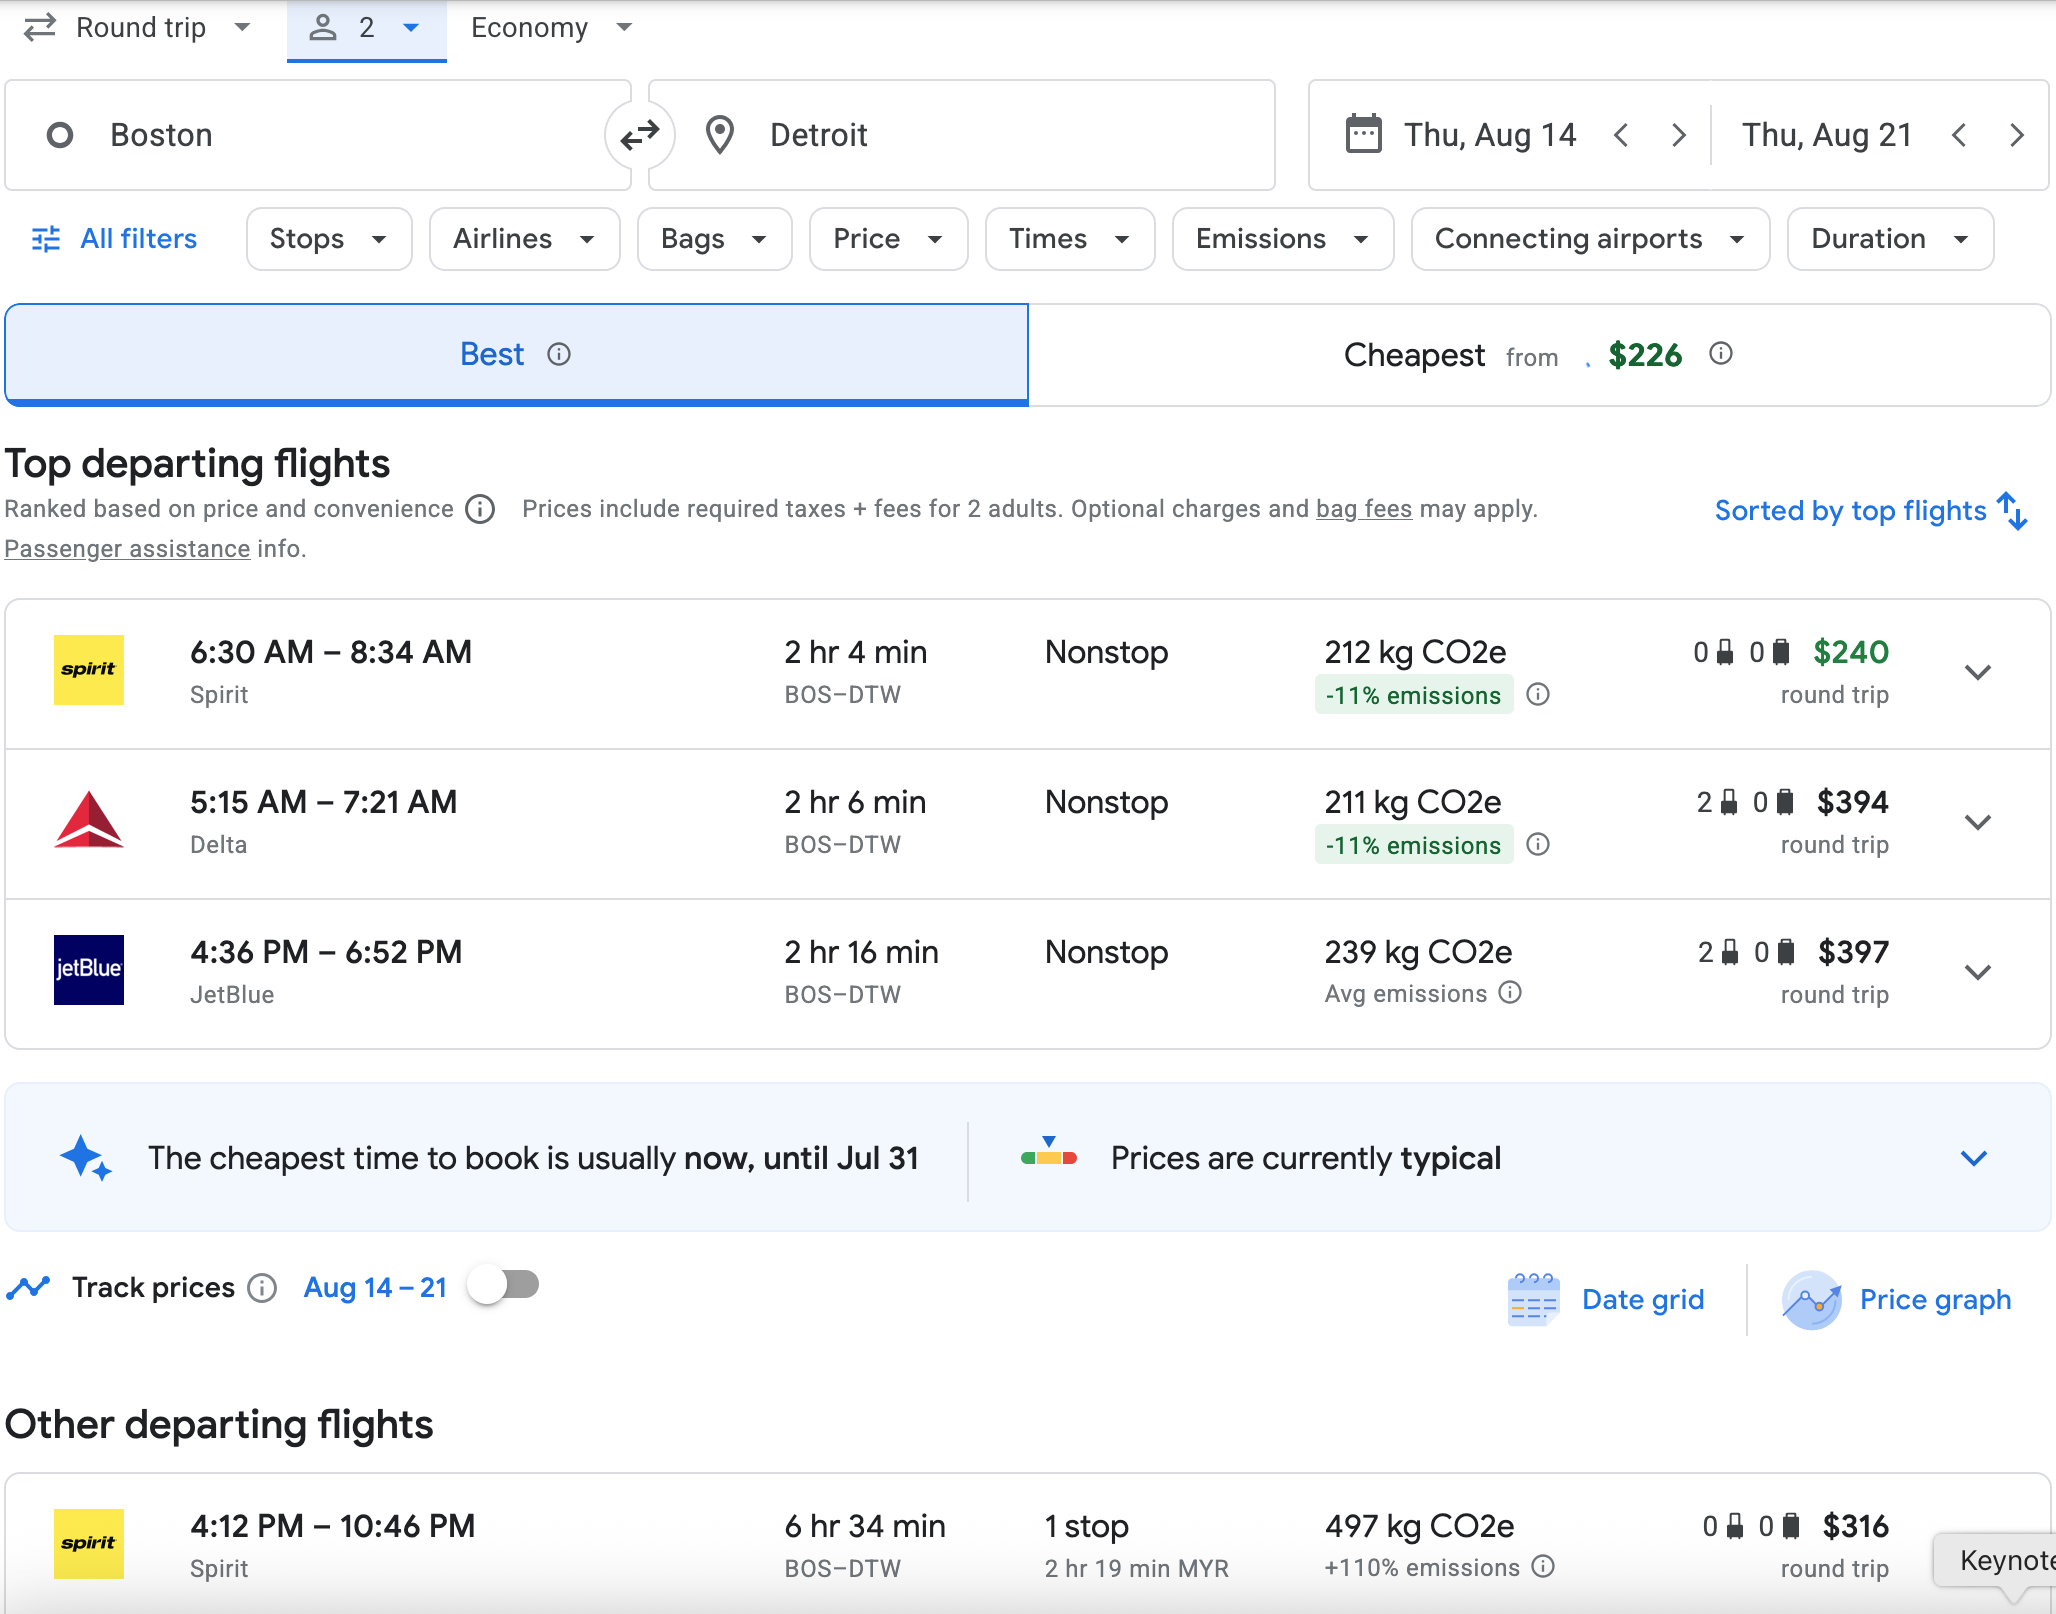 Round trip 2 Economy
Boston Detroit Thu, Aug 14 Thu, Aug 21
All filters Stops Airlines Bags Price Times Emissions Connecting airports Duration
Best Cheapest from $226
Top departing flights
Ranked based on price and convenience Prices include required taxes + fees for 2 adults. Optional charges and bag fees may apply.
Sorted by top flights
Passenger assistance info.
spirit 6:30 AM – 8:34 AM 2 hr 4 min Nonstop 212 kg CO2e 0 0 $240
Spirit BOS–DTW -11% emissions round trip
5:15 AM – 7:21 AM 2 hr 6 min Nonstop 211 kg CO2e 2 0 $394
Delta BOS–DTW -11% emissions round trip
jetBlue 4:36 PM – 6:52 PM 2 hr 16 min Nonstop 239 kg CO2e 2 0 $397
JetBlue BOS–DTW Avg emissions round trip
The cheapest time to book is usually now, until Jul 31 Prices are currently typical
Track prices Aug 14 – 21 Date grid Price graph
Other departing flights
spirit 4:12 PM – 10:46 PM 6 hr 34 min 1 stop 497 kg CO2e 0 0 $316
Spirit BOS–DTW 2 hr 19 min MYR +110% emissions round trip
Keynote